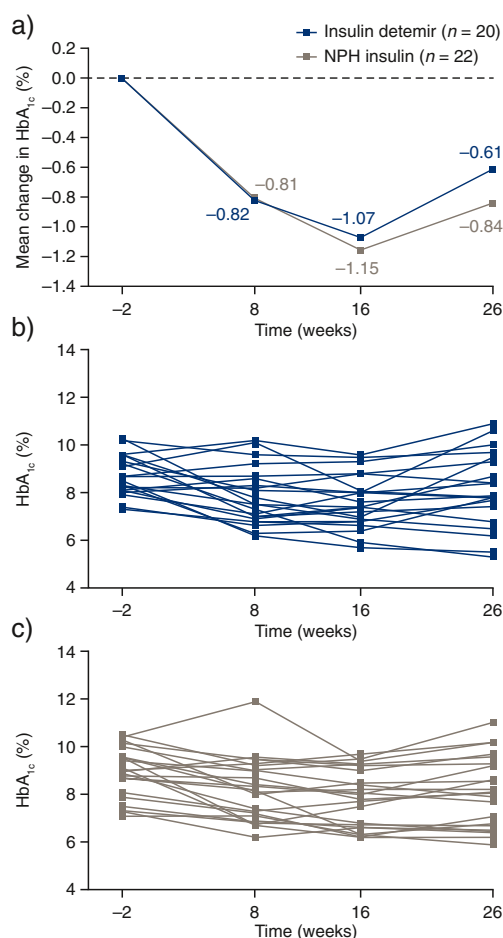 a)
Insulin detemir (n = 20)
NPH insulin (n = 22)
Mean change in HbA1c (%)
0.2
0.0
–0.2
–0.4
–0.6
–0.8
–1.0
–1.2
–1.4
–0.81
–0.82
–1.07
–1.15
–0.61
–0.84
–2 8 16 26
Time (weeks)
b)
HbA1c (%)
14
12
10
8
6
4
–2 8 16 26
Time (weeks)
c)
HbA1c (%)
14
12
10
8
6
4
–2 8 16 26
Time (weeks)